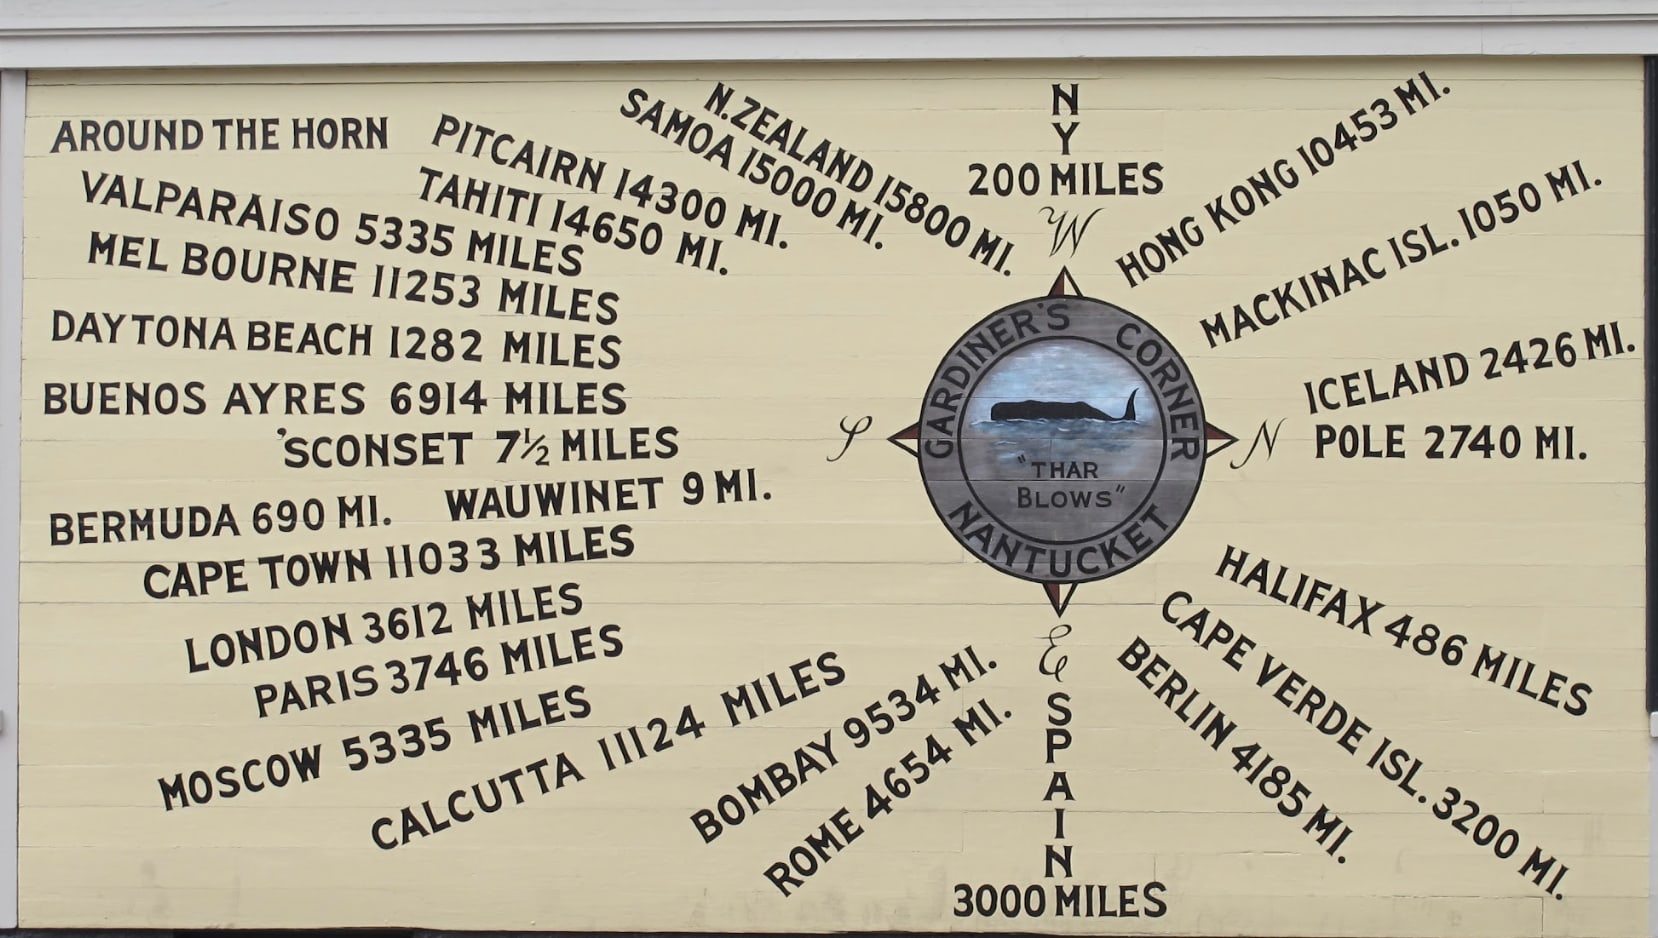 AROUND THE HORN
VALPARAISO 5335 MILES
MEL BOURNE 11253 MILES
DAYTONA BEACH 1282 MILES
BUENOS AYRES 6914 MILES
'SCONSET 7½ MILES
BERMUDA 690 MI.
WAUWINET 9 MI.
CAPE TOWN 11033 MILES
LONDON 3612 MILES
PARIS 3746 MILES
MOSCOW 5335 MILES
CALCUTTA 11124 MILES
BOMBAY 9534 MI.
ROME 4654 MI.
PITCAIRN 14300 MI.
TAHITI 14650 MI.
N.ZEALAND 15800 MI.
SAMOA 15000 MI.
NY
200 MILES
W
S
GARDINER'S CORNER
"THAR
BLOWS"
NANTUCKET
N
E
SPAIN
3000 MILES
HONG KONG 10453 MI.
MACKINAC ISL. 1050 MI.
ICELAND 2426 MI.
POLE 2740 MI.
HALIFAX 486 MILES
CAPE VERDE ISL. 3200 MI.
BERLIN 4185 MI.